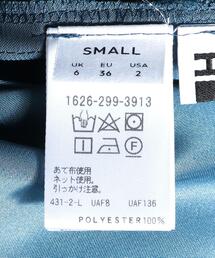 SMALL
UK EU USA
6 36 2
1626-299-3913
あて布使用
ネット使用。
引っかけ注意。
431-2-L UAF8 UAF136
POLYESTER100%
H